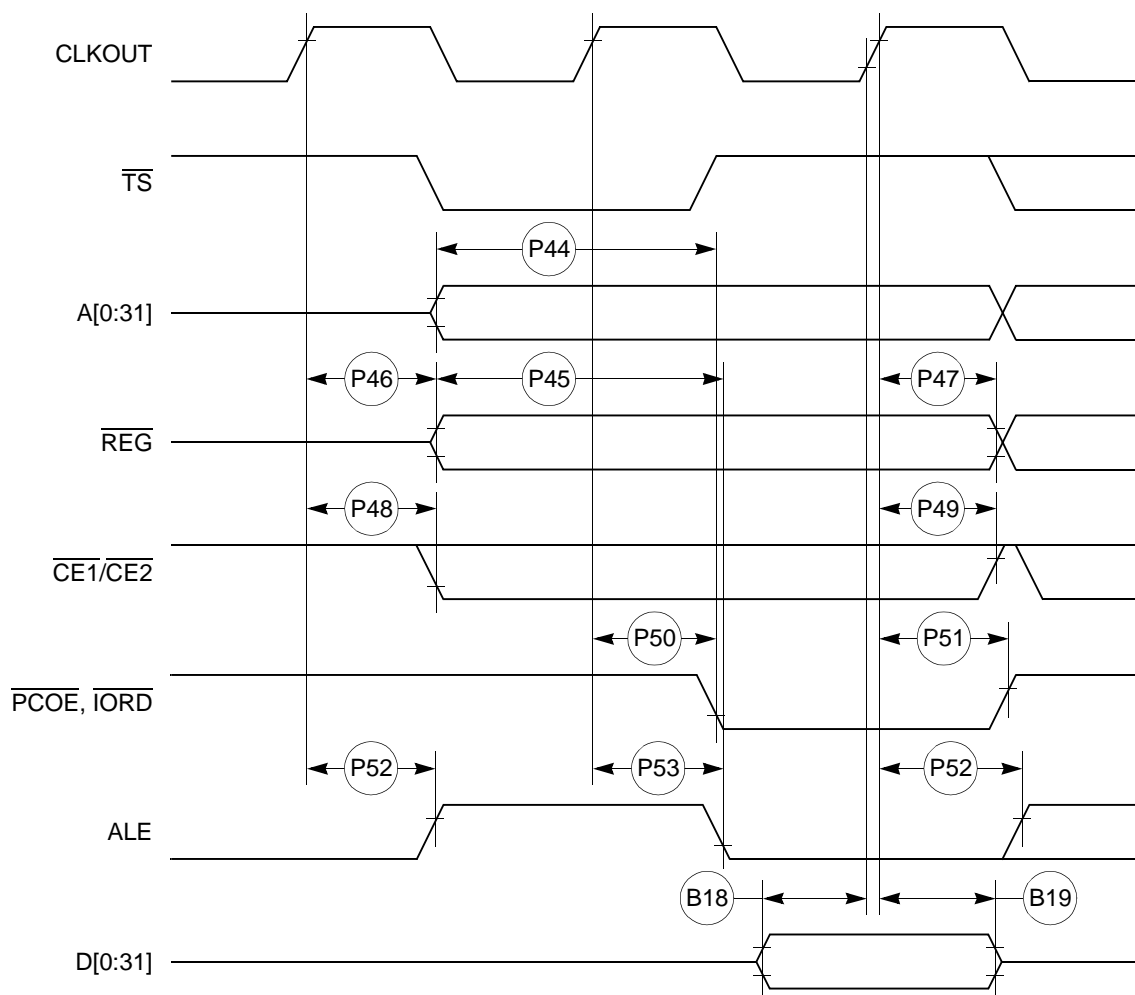 CLKOUT
TS
P44
A[0:31]
P46
P45
P47
REG
P48
P49
CE1/CE2
P50
P51
PCOE, IORD
P52
P53
P52
ALE
B18
B19
D[0:31]